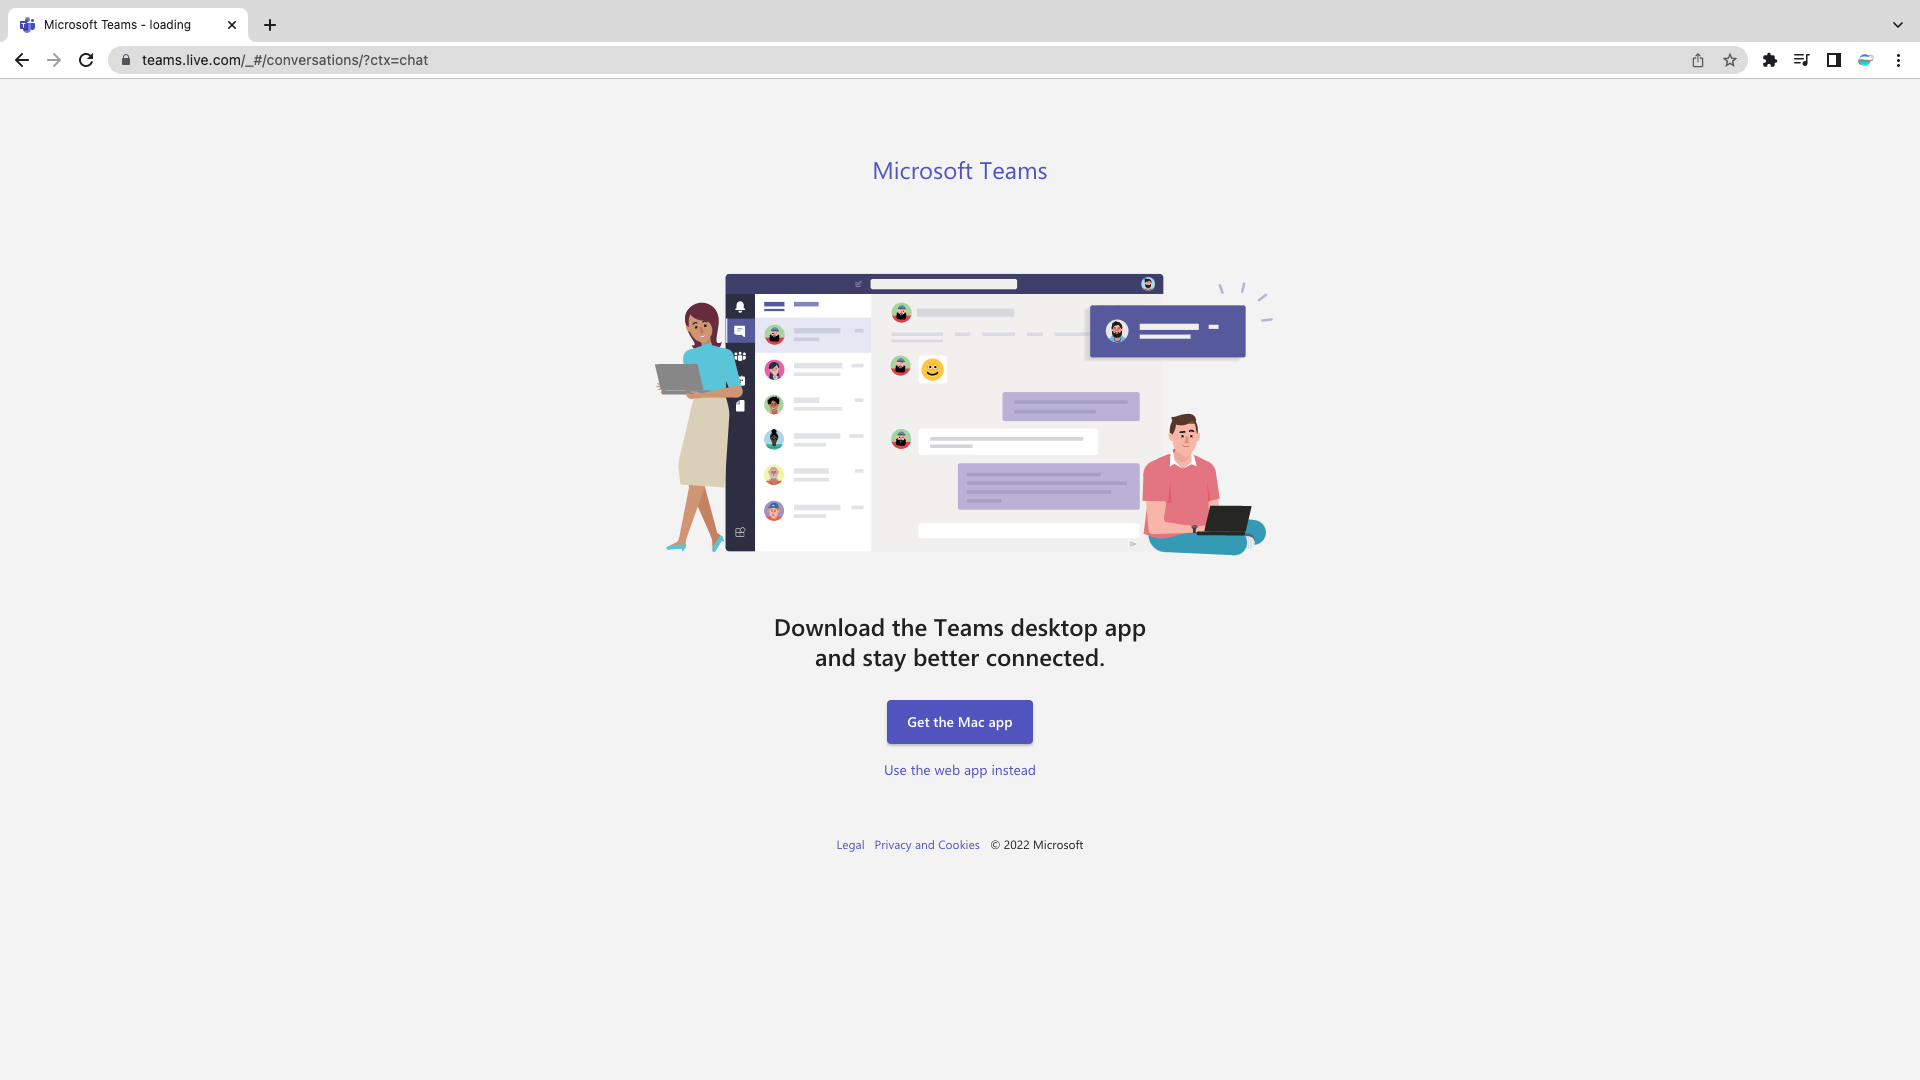 Microsoft Teams - loading
teams.live.com/_#/conversations/?ctx=chat
Microsoft Teams
Download the Teams desktop app
and stay better connected.
Get the Mac app
Use the web app instead
Legal Privacy and Cookies © 2022 Microsoft